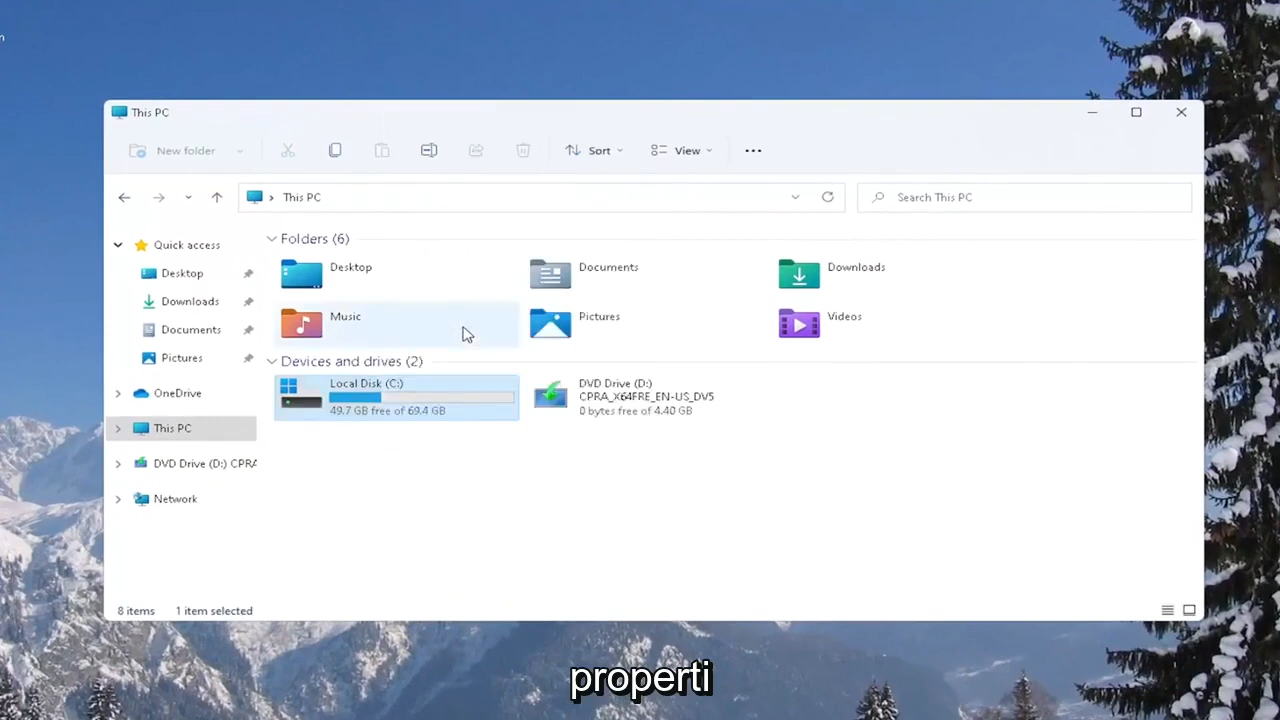 n
This PC
New folder
Sort
View
This PC
Search This PC
Quick access
Desktop
Downloads
Documents
Pictures
OneDrive
This PC
DVD Drive (D:) CPRA
Network
Folders (6)
Desktop
Documents
Downloads
Music
Pictures
Videos
Devices and drives (2)
Local Disk (C:)
49.7 GB free of 69.4 GB
DVD Drive (D:)
CPRA_X64FRE_EN-US_DV5
0 bytes free of 4.40 GB
8 items
1 item selected
properti